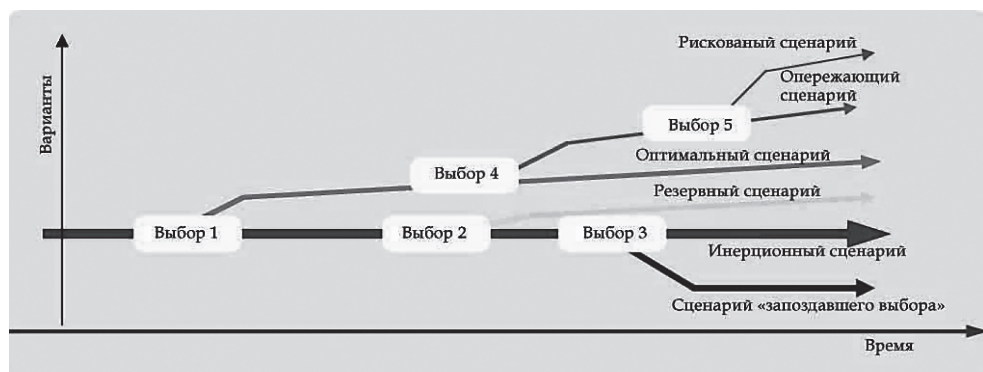 Рискованый сценарий
Опережающий
сценарий
Варианты
Выбор 5
Оптимальный сценарий
Выбор 4
Резервный сценарий
Выбор 1
Выбор 2
Выбор 3
Инерционный сценарий
Сценарий «запоздавшего выбора»
Время